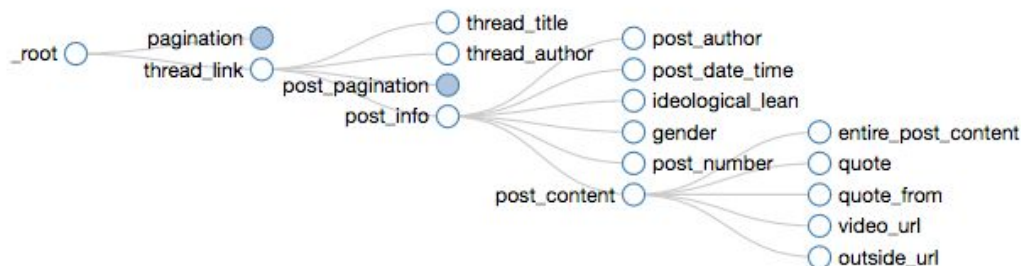 _root
pagination
thread_link
thread_title
thread_author
post_pagination
post_info
post_author
post_date_time
ideological_lean
gender
post_number
post_content
entire_post_content
quote
quote_from
video_url
outside_url